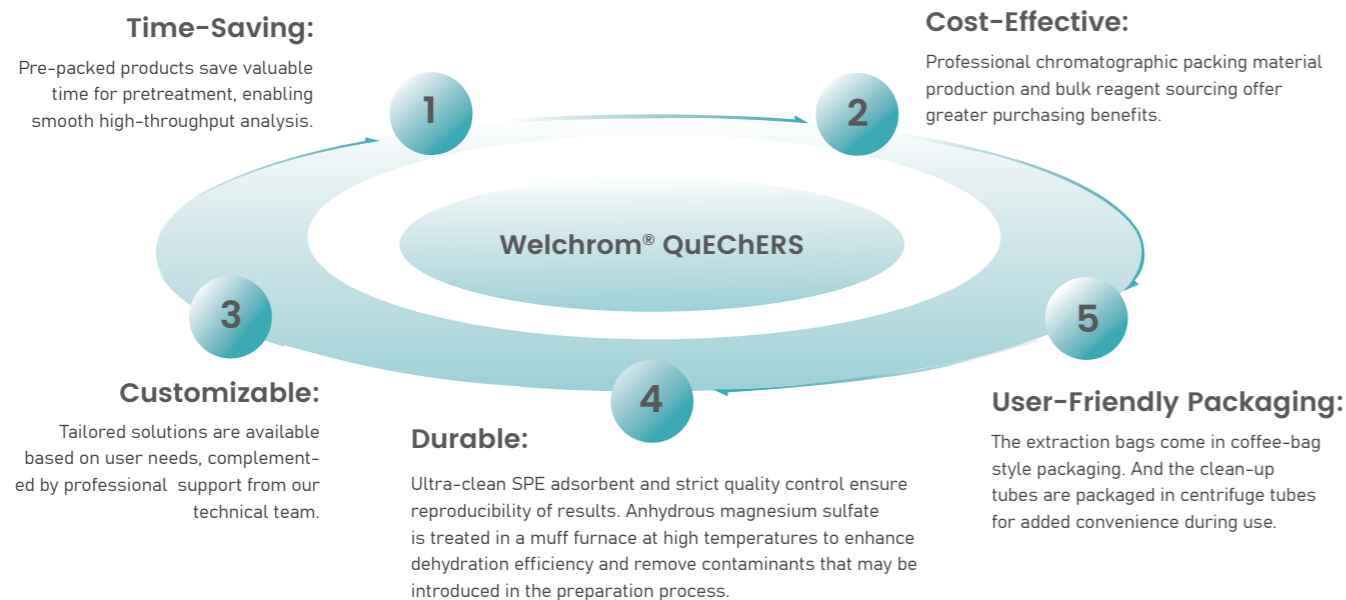 Time-Saving:
Pre-packed products save valuable
time for pretreatment, enabling
smooth high-throughput analysis.
1
Cost-Effective:
Professional chromatographic packing material
production and bulk reagent sourcing offer
greater purchasing benefits.
2
Welchrom® QuEChERS
3
Customizable:
Tailored solutions are available
based on user needs, complement-
ed by professional support from our
technical team.
4
Durable:
Ultra-clean SPE adsorbent and strict quality control ensure
reproducibility of results. Anhydrous magnesium sulfate
is treated in a muff furnace at high temperatures to enhance
dehydration efficiency and remove contaminants that may be
introduced in the preparation process.
5
User-Friendly Packaging:
The extraction bags come in coffee-bag
style packaging. And the clean-up
tubes are packaged in centrifuge tubes
for added convenience during use.